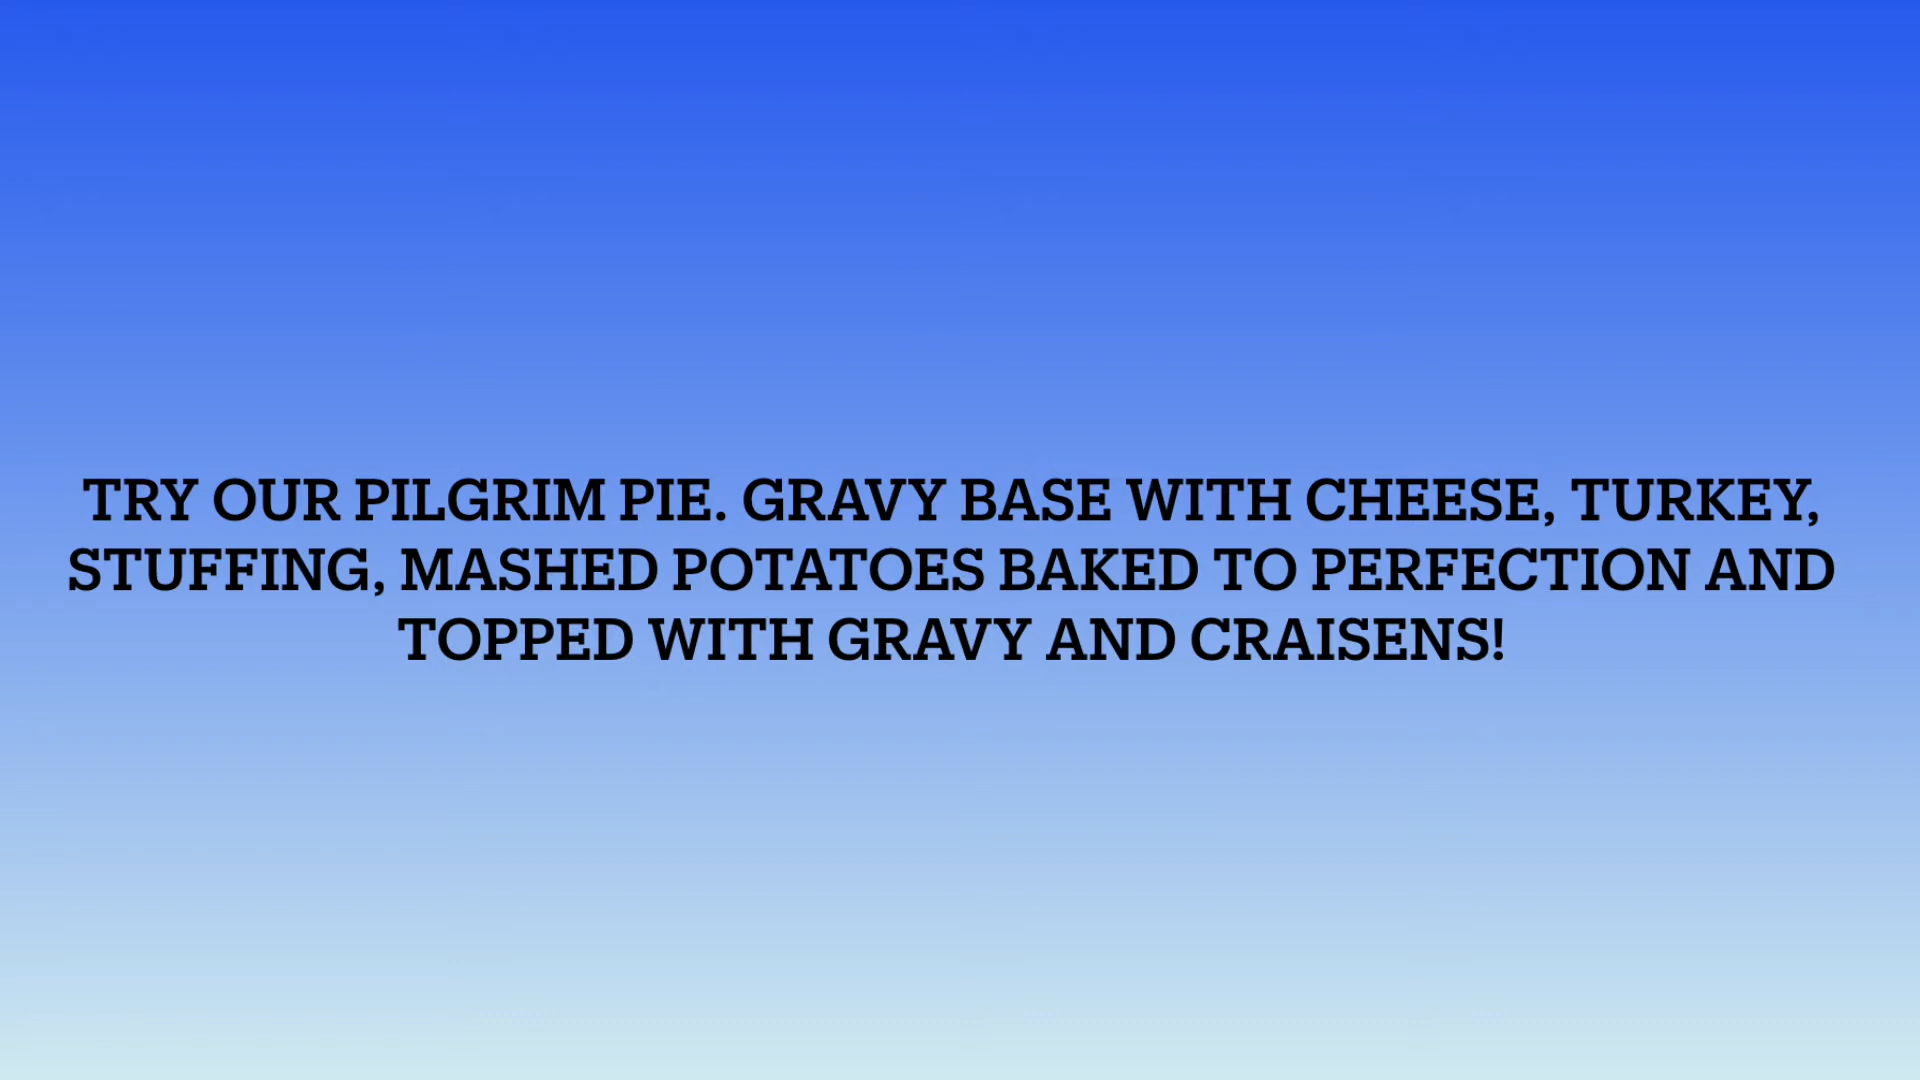 TRY OUR PILGRIM PIE. GRAVY BASE WITH CHEESE, TURKEY,
STUFFING, MASHED POTATOES BAKED TO PERFECTION AND
TOPPED WITH GRAVY AND CRAISENS!